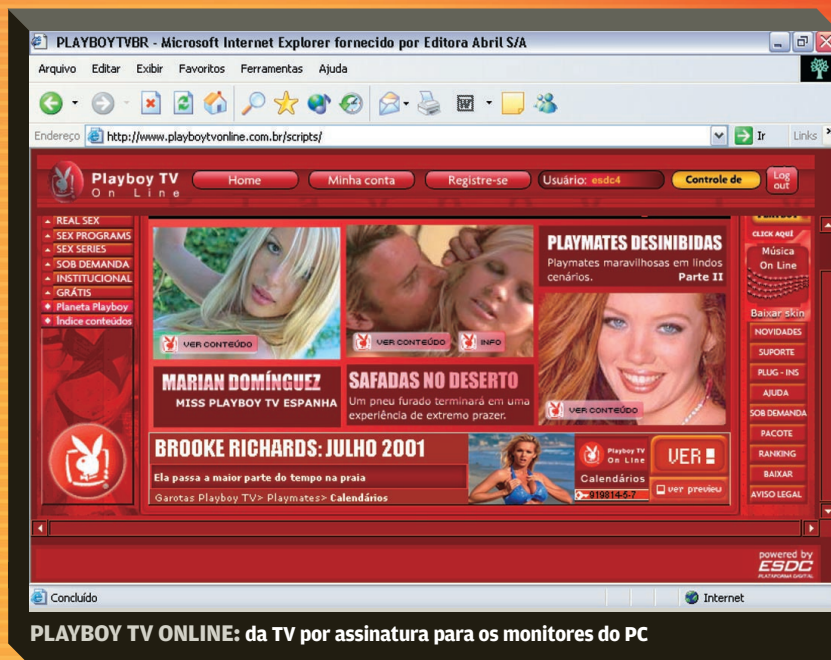 PLAYBOYTVBR - Microsoft Internet Explorer fornecido por Editora Abril S/A
Arquivo Editar Exibir Favoritos Ferramentas Ajuda
Endereço http://www.playboytvonline.com.br/scripts/ Ir Links
Playboy TV
On Line
Home Minha conta Registre-se Usuário: esdc4 Controle de Log out
REAL SEX
SEX PROGRAMS
SEX SERIES
SOB DEMANDA
INSTITUCIONAL
GRÁTIS
Planeta Playboy
Índice conteúdos
VER CONTEÚDO
MARIAN DOMÍNGUEZ
MISS PLAYBOY TV ESPANHA
VER CONTEÚDO INFO
SAFADAS NO DESERTO
Um pneu furado terminará em uma
experiência de extremo prazer.
PLAYMATES DESINIBIDAS
Playmates maravilhosas em lindos
cenários. Parte II
VER CONTEÚDO
BROOKE RICHARDS: JULHO 2001
Ela passa a maior parte do tempo na praia
Garotas Playboy TV> Playmates> Calendários
Playboy TV
On Line
Calendários
919814-5-7
VER!
ver preview
CLICK AQUÍ
Música
On Line
Baixar skin
NOVIDADES
SUPORTE
PLUG - INS
AJUDA
SOB DEMANDA
PACOTE
RANKING
BAIXAR
AVISO LEGAL
powered by
ESDC
PLATAFORMA DIGITAL
Concluído Internet
PLAYBOY TV ONLINE: da TV por assinatura para os monitores do PC